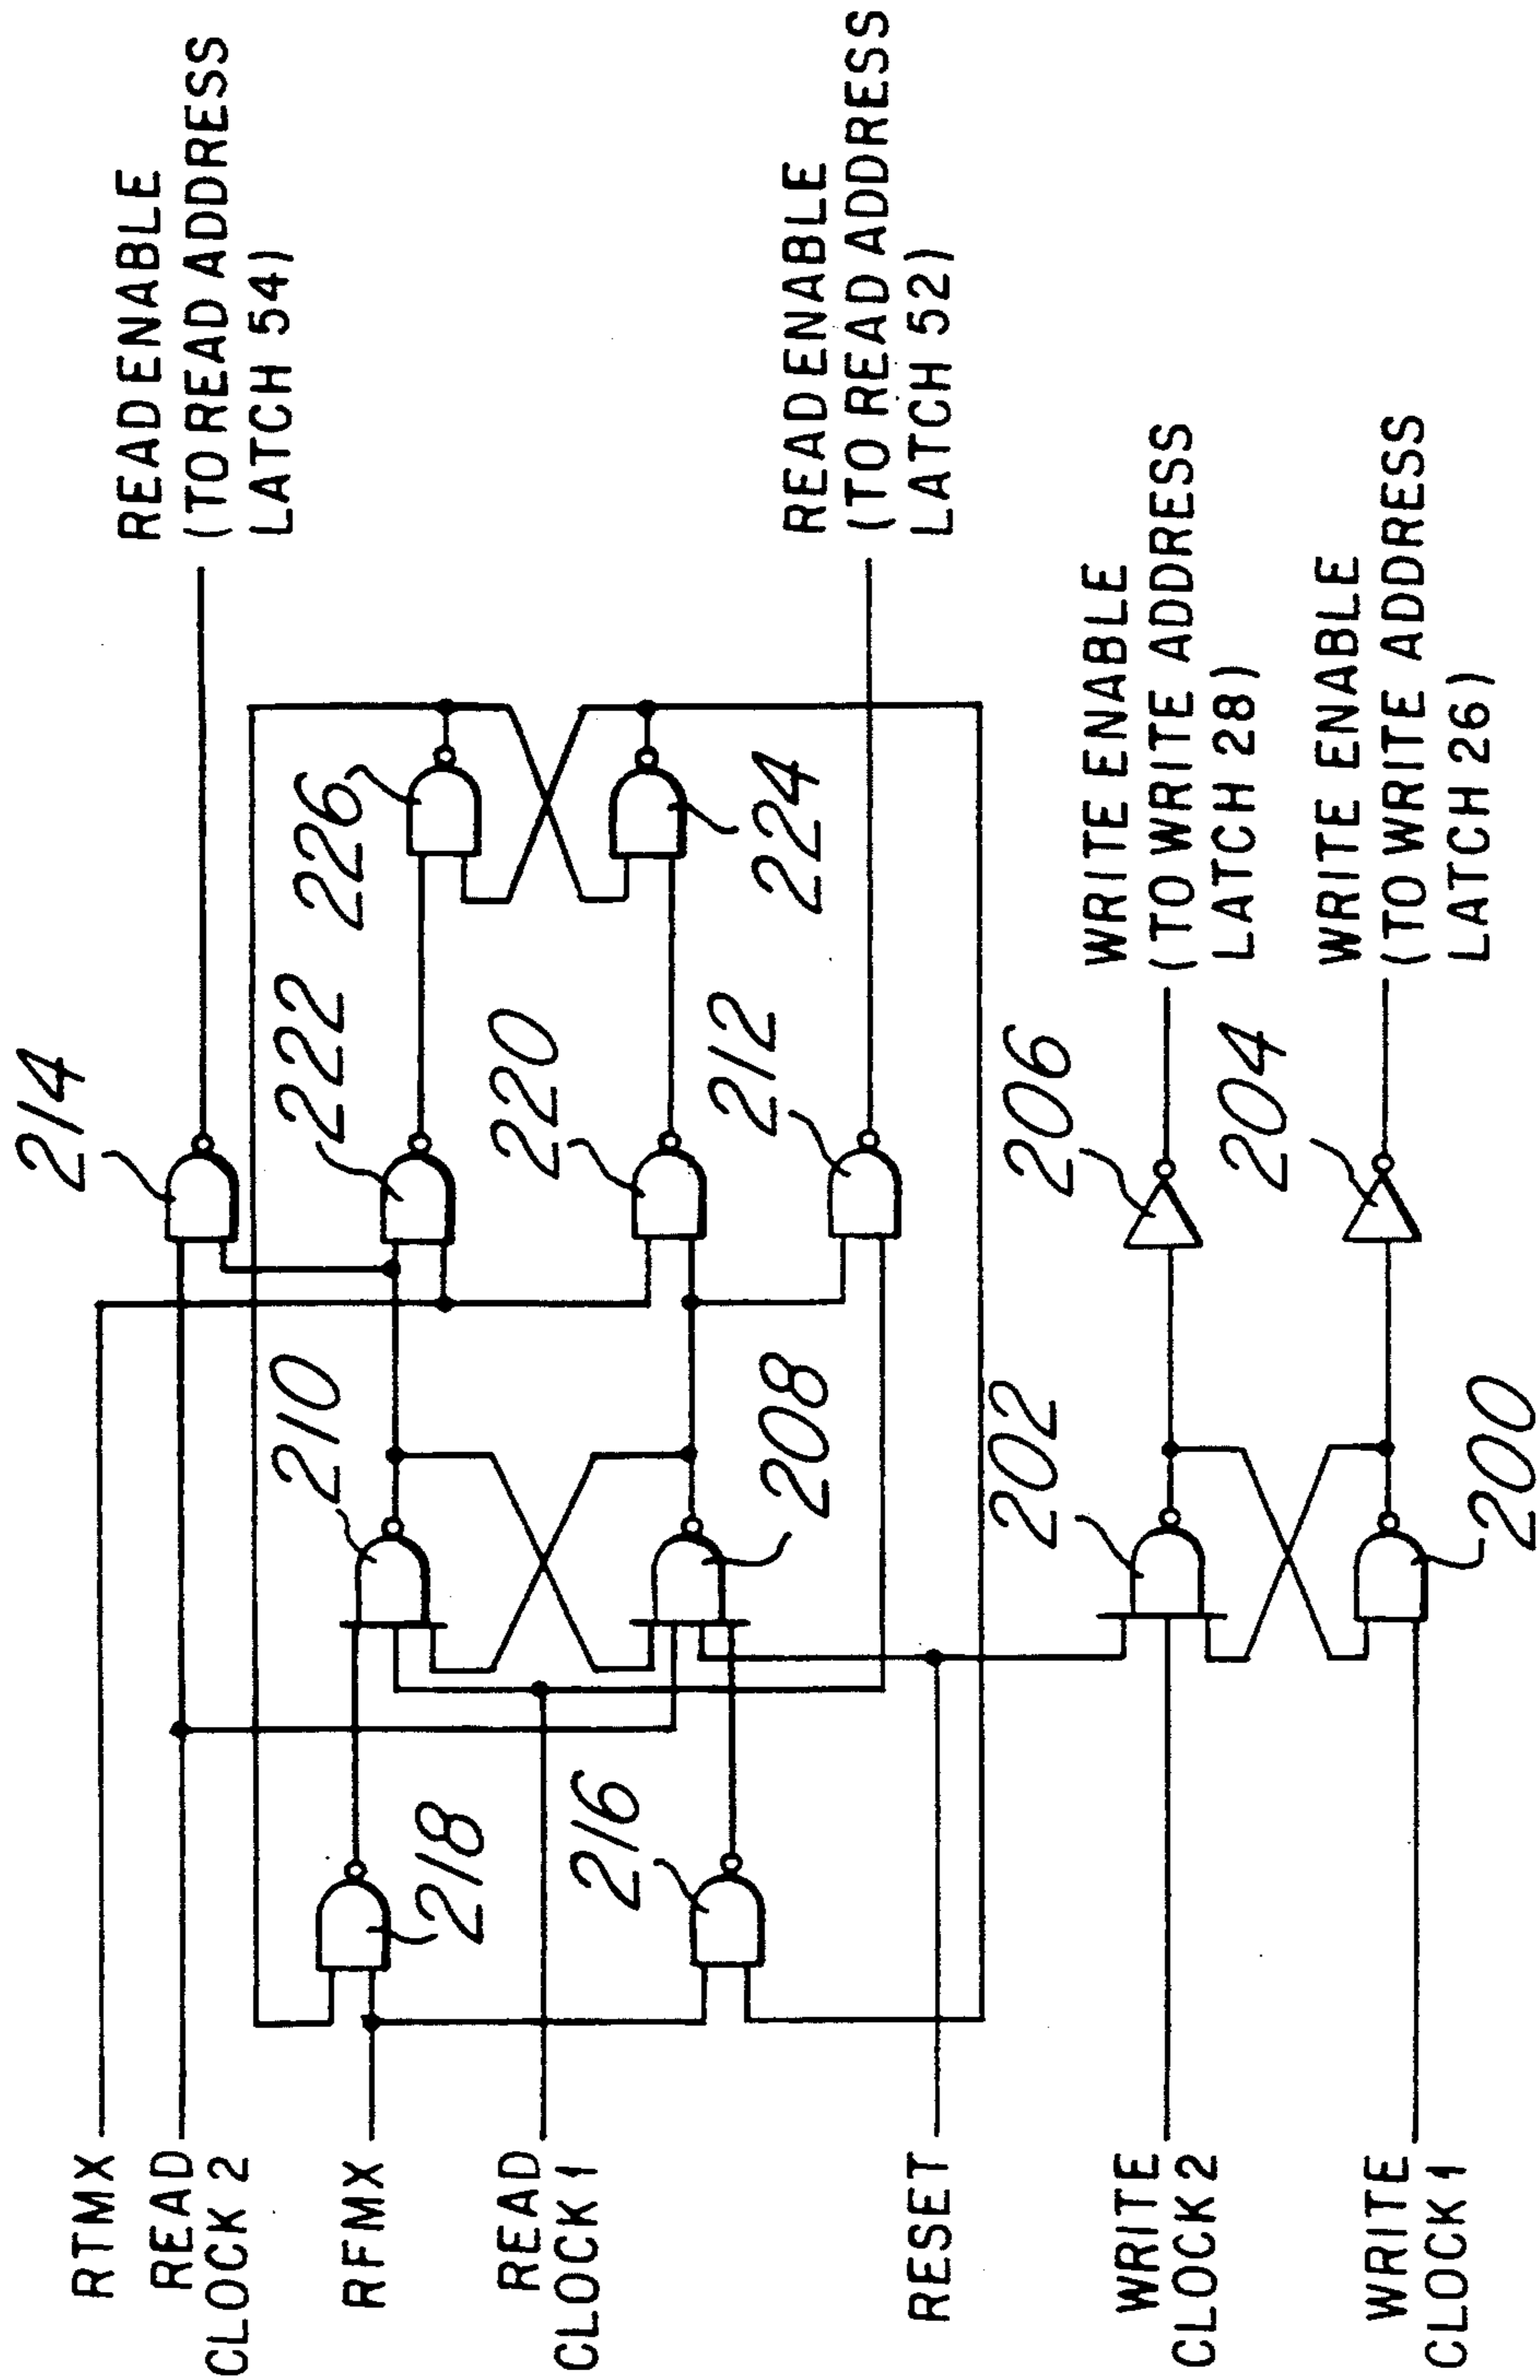 RTMX
READ
CLOCK 2
RFMX
READ
CLOCK 1
RESET
WRITE
CLOCK 2
WRITE
CLOCK 1
218
216
210
208
202
200
214
222
220
212
206
204
226
224
READ ENABLE
(TO READ ADDRESS
LATCH 54)
READ ENABLE
(TO READ ADDRESS
LATCH 52)
WRITE ENABLE
(TO WRITE ADDRESS
LATCH 28)
WRITE ENABLE
(TO WRITE ADDRESS
LATCH 26)